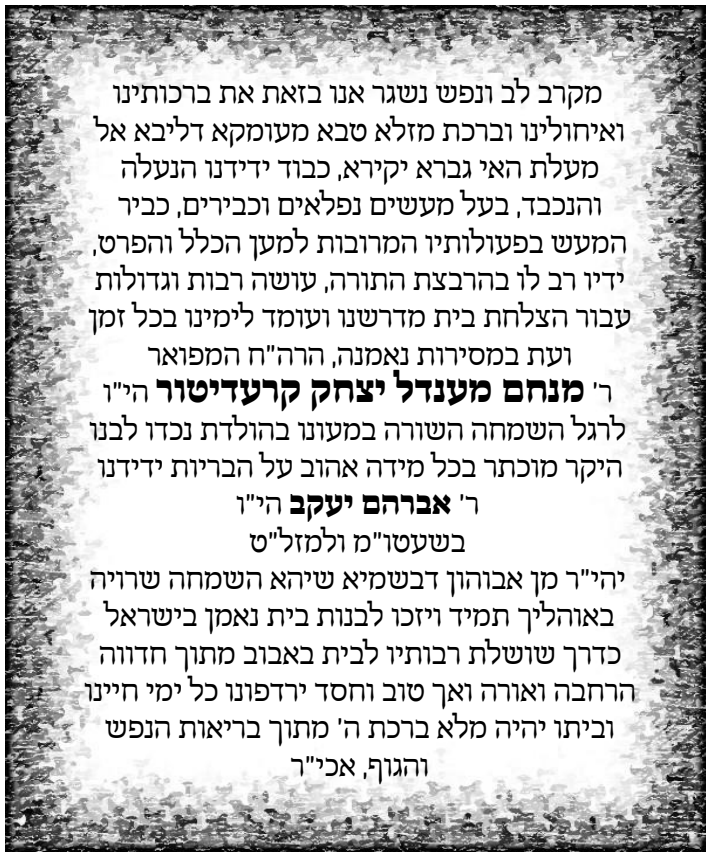 מקרב לב ונפש נשגר אנו בזאת את ברכותינו
ואיחולינו וברכת מזלא טבא מעומקא דליבא אל
מעלת האי גברא יקירא, כבוד ידידנו הנעלה
והנכבד, בעל מעשים נפלאים וכבירים, כביר
המעש בפעולותיו המרובות למען הכלל והפרט,
ידיו רב לו בהרבצת התורה, עושה רבות וגדולות
עבור הצלחת בית מדרשנו ועומד לימינו בכל זמן
ועת במסירות נאמנה, הרה"ח המפואר
ר' מנחם מענדל יצחק קרעדיטור הי"ו
לרגל השמחה השורה במעונו בהולדת נכדו לבנו
היקר מוכתר בכל מידה אהוב על הבריות ידידנו
ר' אברהם יעקב הי"ו
בשעטו"מ ולמזל"ט
יהי"ר מן אבוהון דבשמיא שיהא השמחה שרויה
באוהליך תמיד ויזכו לבנות בית נאמן בישראל
כדרך שושלת רבותיו לבית באבוב מתוך חדווה
הרחבה ואורה ואך טוב וחסד ירדפונו כל ימי חיינו
וביתו יהיה מלא ברכת ה' מתוך בריאות הנפש
והגוף, אכי"ר